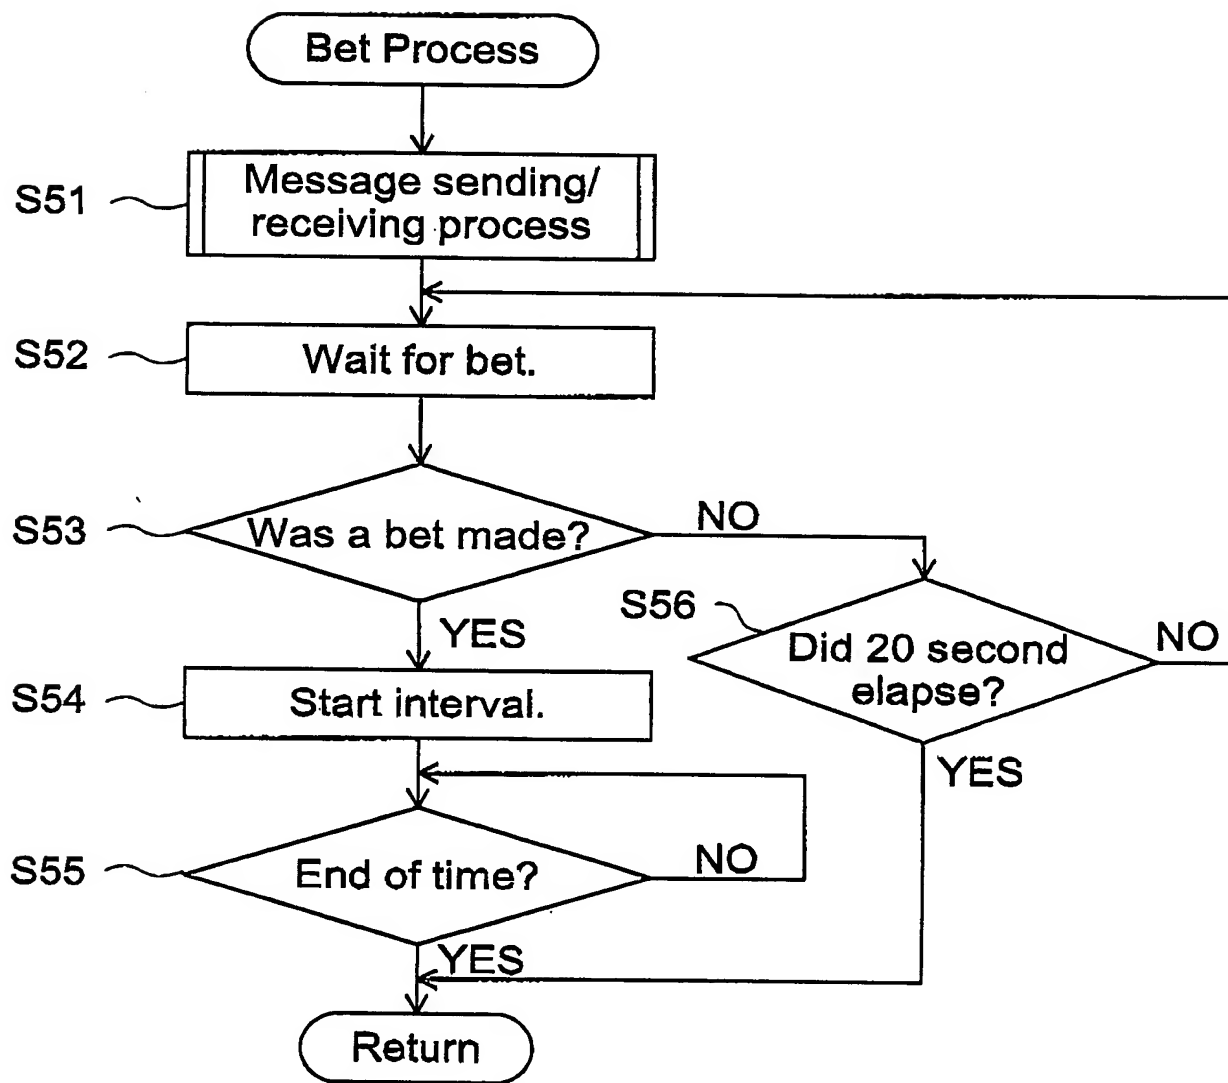 Bet Process
S51
Message sending/
receiving process
S52
Wait for bet.
S53
Was a bet made?
NO
YES
S56
Did 20 second
elapse?
NO
YES
S54
Start interval.
S55
End of time?
NO
YES
Return